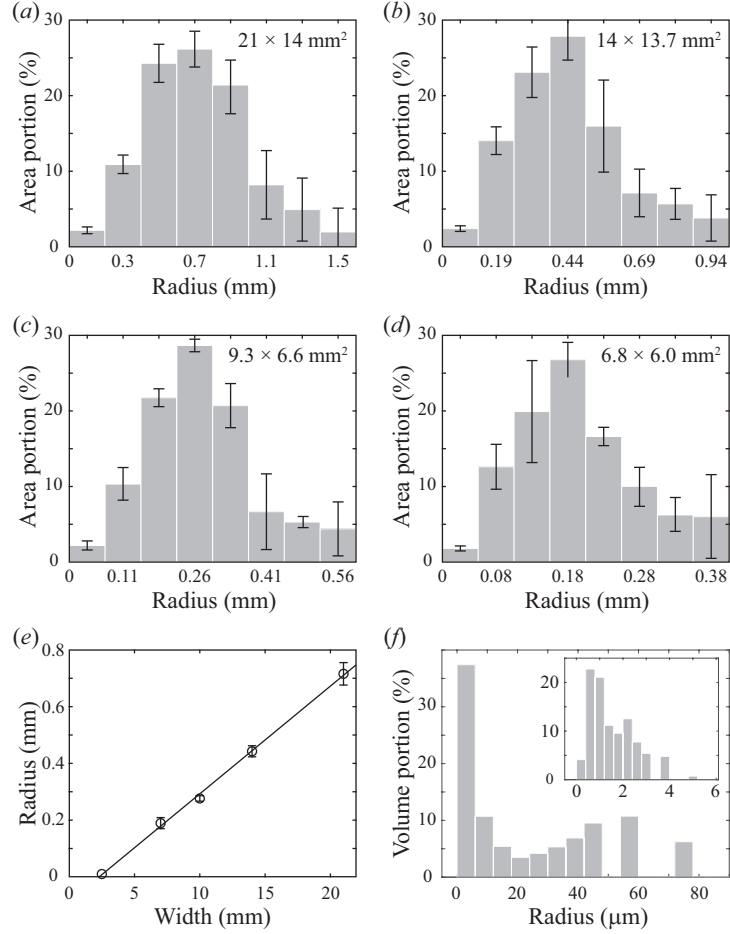 (a)
21 × 14 mm²
Area portion (%)
30
20
10
0
0 0.3 0.7 1.1 1.5
Radius (mm)
(b)
14 × 13.7 mm²
Area portion (%)
30
20
10
0
0 0.19 0.44 0.69 0.94
Radius (mm)
(c)
9.3 × 6.6 mm²
Area portion (%)
30
20
10
0
0 0.11 0.26 0.41 0.56
Radius (mm)
(d)
6.8 × 6.0 mm²
Area portion (%)
30
20
10
0
0 0.08 0.18 0.28 0.38
Radius (mm)
(e)
Radius (mm)
0.8
0.6
0.4
0.2
0
0 5 10 15 20
Width (mm)
(f)
Volume portion (%)
40
30
20
10
0
0 20 40 60 80
Radius (μm)
20
10
0
0 2 4 6